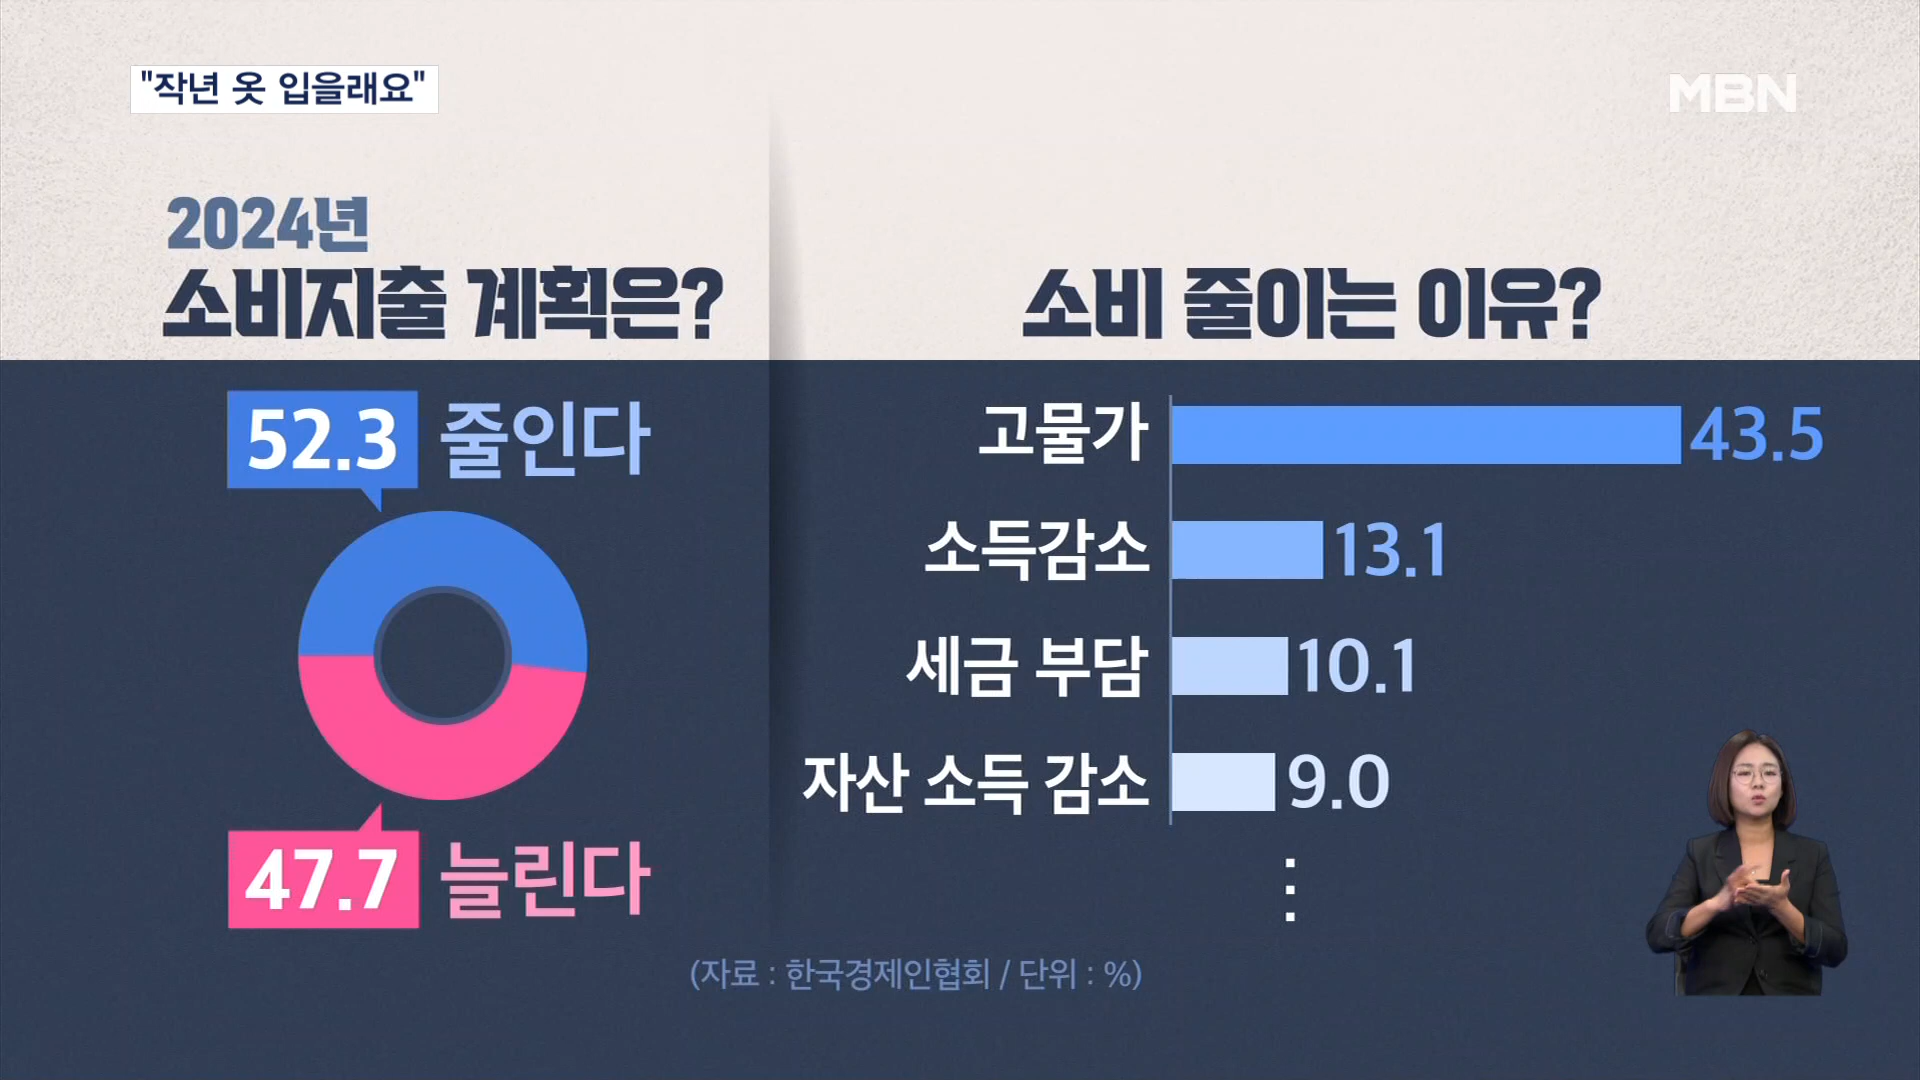 "작년 옷 입을래요"
MBN
2024년
소비지출 계획은?
52.3 줄인다
47.7 늘린다
소비 줄이는 이유?
고물가 43.5
소득감소 13.1
세금 부담 10.1
자산 소득 감소 9.0
(자료 : 한국경제인협회 / 단위 : %)